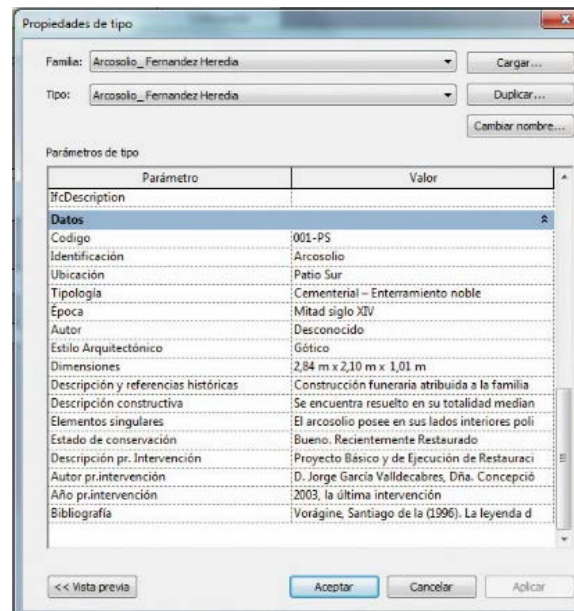 Propiedades de tipo
Familia: Arcosolio_ Fernandez Heredia Cargar...
Tipo: Arcosolio_ Fernandez Heredia Duplicar...
Cambiar nombre...
Parámetros de tipo
Parámetro Valor
IfcDescription
Datos
Codigo 001-PS
Identificación Arcosolio
Ubicación Patio Sur
Tipología Cementerial – Enterramiento noble
Época Mitad siglo XIV
Autor Desconocido
Estilo Arquitectónico Gótico
Dimensiones 2,84 m x 2,10 m x 1,01 m
Descripción y referencias históricas Construcción funeraria atribuida a la familia
Descripción constructiva Se encuentra resuelto en su totalidad median
Elementos singulares El arcosolio posee en sus lados interiores poli
Estado de conservación Bueno. Recientemente Restaurado
Descripción pr. Intervención Proyecto Básico y de Ejecución de Restauraci
Autor pr.intervención D. Jorge García Valldecabres, Dña. Concepció
Año pr.intervención 2003, la última intervención
Bibliografía Vorágine, Santiago de la (1996). La leyenda d
<< Vista previa Aceptar Cancelar Aplicar